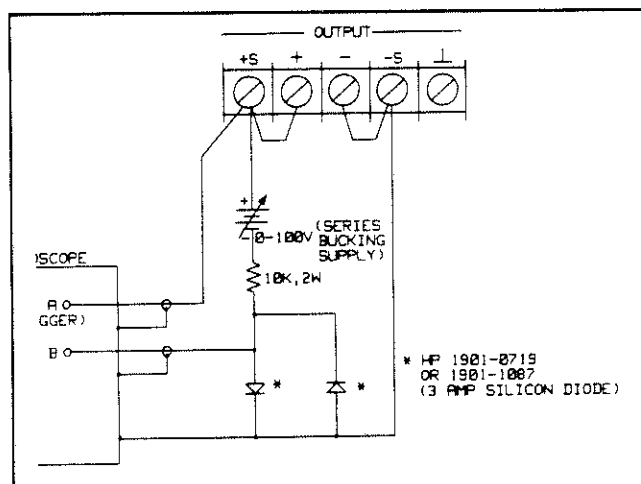 OUTPUT
+S + - -S ⊥
+
- 0-100V (SERIES
BUCKING
SUPPLY)
OSCOPE
10K, 2W
A
GGER)
B
* HP 1901-0719
OR 1901-1087
(3 AMP SILICON DIODE)
* *